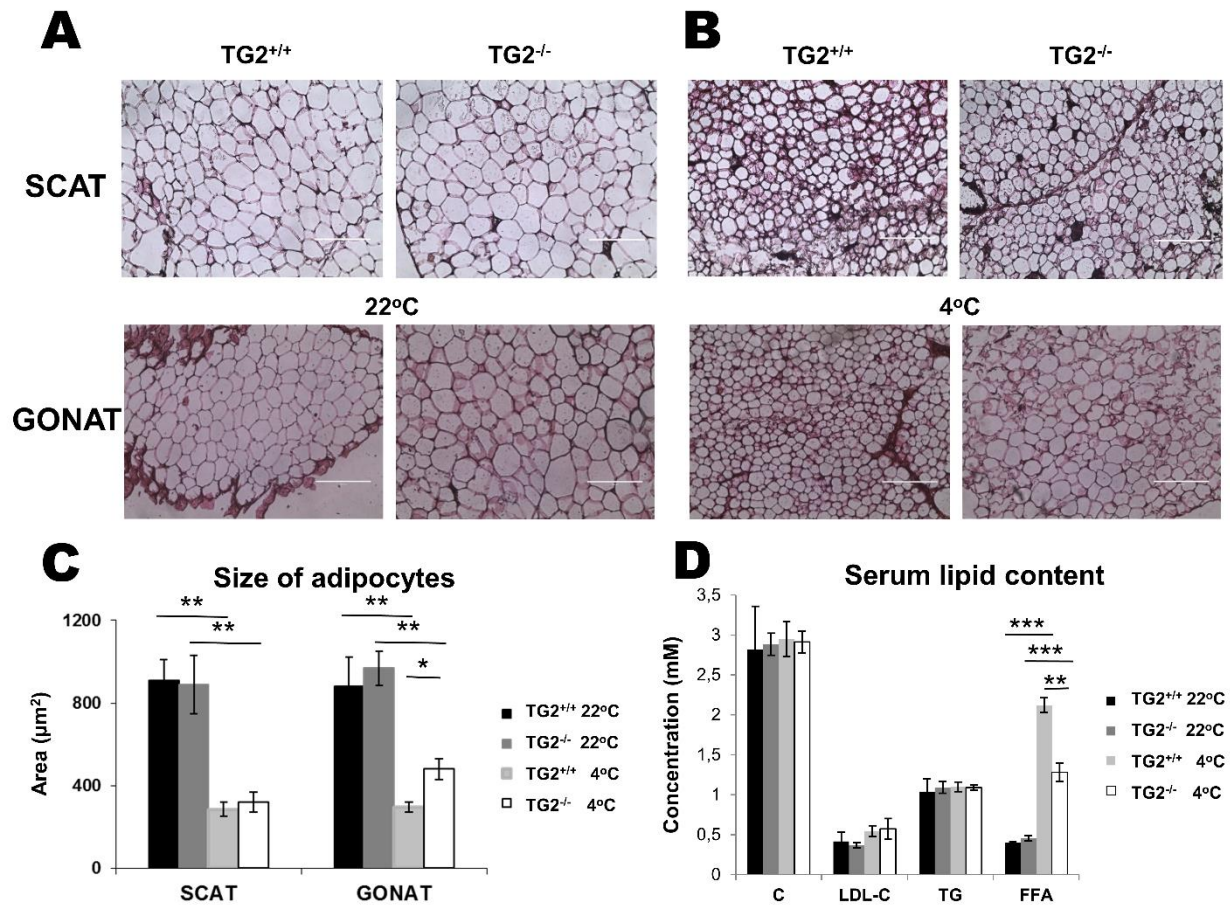 A
B
TG2+/+
TG2-/-
TG2+/+
TG2-/-
SCAT
22ºC
4ºC
GONAT
C
Size of adipocytes
**
**
**
**
*
1200
800
400
0
Area (µm²)
SCAT
GONAT
TG2+/+ 22ºC
TG2-/- 22ºC
TG2+/+ 4ºC
TG2-/- 4ºC
D
Serum lipid content
3,5
3
2,5
2
1,5
1
0,5
0
Concentration (mM)
***
***
**
C
LDL-C
TG
FFA
TG2+/+ 22ºC
TG2-/- 22ºC
TG2+/+ 4ºC
TG2-/- 4ºC